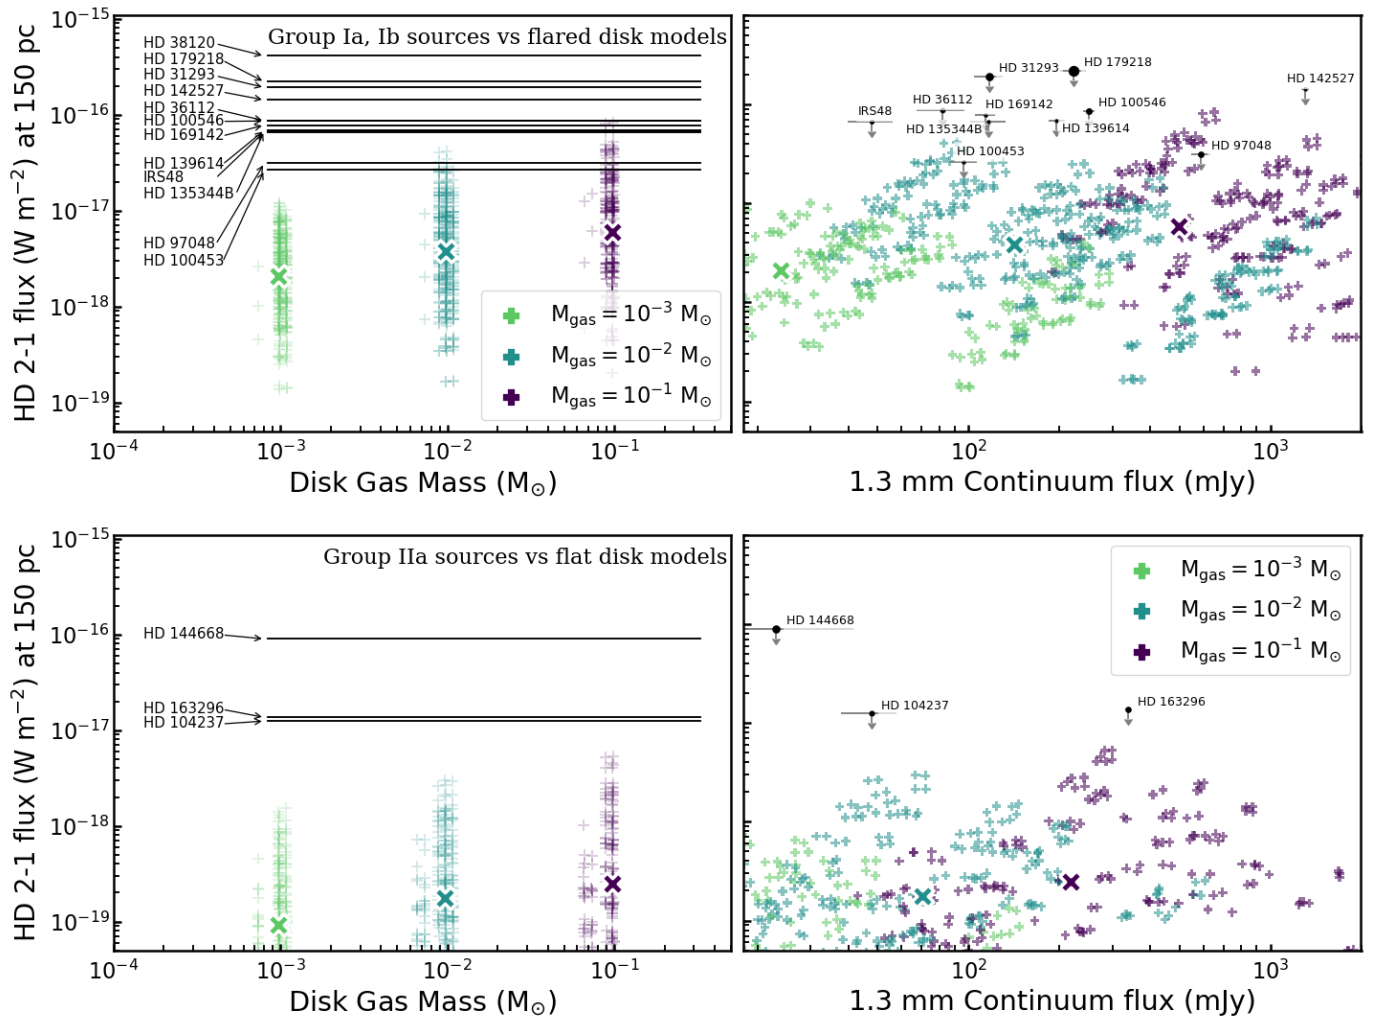 Group Ia, Ib sources vs flared disk models
HD 2-1 flux (W m⁻²) at 150 pc
10⁻¹⁵
10⁻¹⁶
10⁻¹⁷
10⁻¹⁸
10⁻¹⁹
HD 38120
HD 179218
HD 31293
HD 142527
HD 36112
HD 100546
HD 169142
HD 139614
IRS48
HD 135344B
HD 97048
HD 100453
M_gas = 10⁻³ M⊙
M_gas = 10⁻² M⊙
M_gas = 10⁻¹ M⊙
10⁻⁴
10⁻³
10⁻²
10⁻¹
Disk Gas Mass (M⊙)
HD 31293
HD 179218
HD 142527
IRS48
HD 36112
HD 169142
HD 100546
HD 135344B
HD 139614
HD 100453
HD 97048
10²
10³
1.3 mm Continuum flux (mJy)
Group IIa sources vs flat disk models
HD 2-1 flux (W m⁻²) at 150 pc
10⁻¹⁵
10⁻¹⁶
10⁻¹⁷
10⁻¹⁸
10⁻¹⁹
HD 144668
HD 163296
HD 104237
10⁻⁴
10⁻³
10⁻²
10⁻¹
Disk Gas Mass (M⊙)
M_gas = 10⁻³ M⊙
M_gas = 10⁻² M⊙
M_gas = 10⁻¹ M⊙
HD 144668
HD 104237
HD 163296
10²
10³
1.3 mm Continuum flux (mJy)